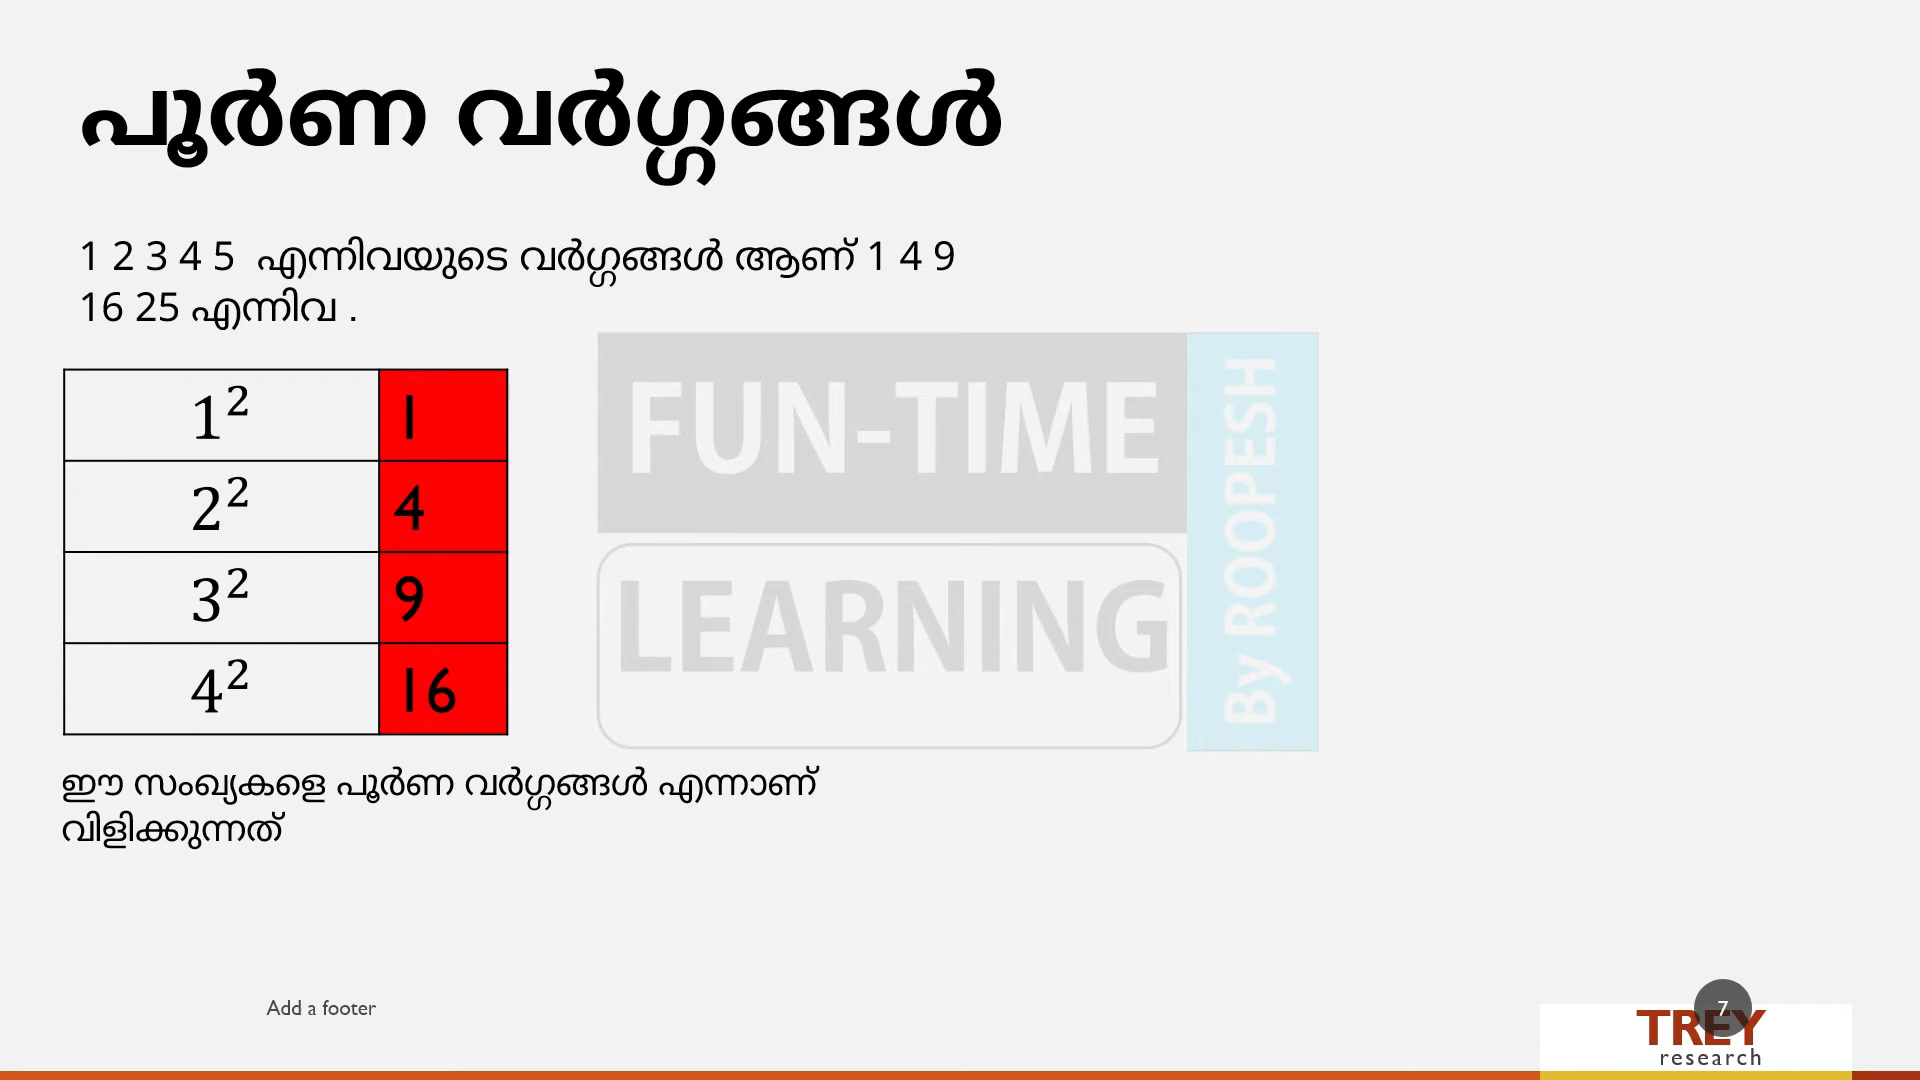 പൂർണ വർഗ്ഗങ്ങൾ
1 2 3 4 5 എന്നിവയുടെ വർഗ്ഗങ്ങൾ ആണ് 1 4 9
16 25 എന്നിവ .
1² 1
2² 4
3² 9
4² 16
FUN-TIME
LEARNING
By ROOPESH
ഈ സംഖ്യകളെ പൂർണ വർഗ്ഗങ്ങൾ എന്നാണ്
വിളിക്കുന്നത്
Add a footer
7
TREY
research